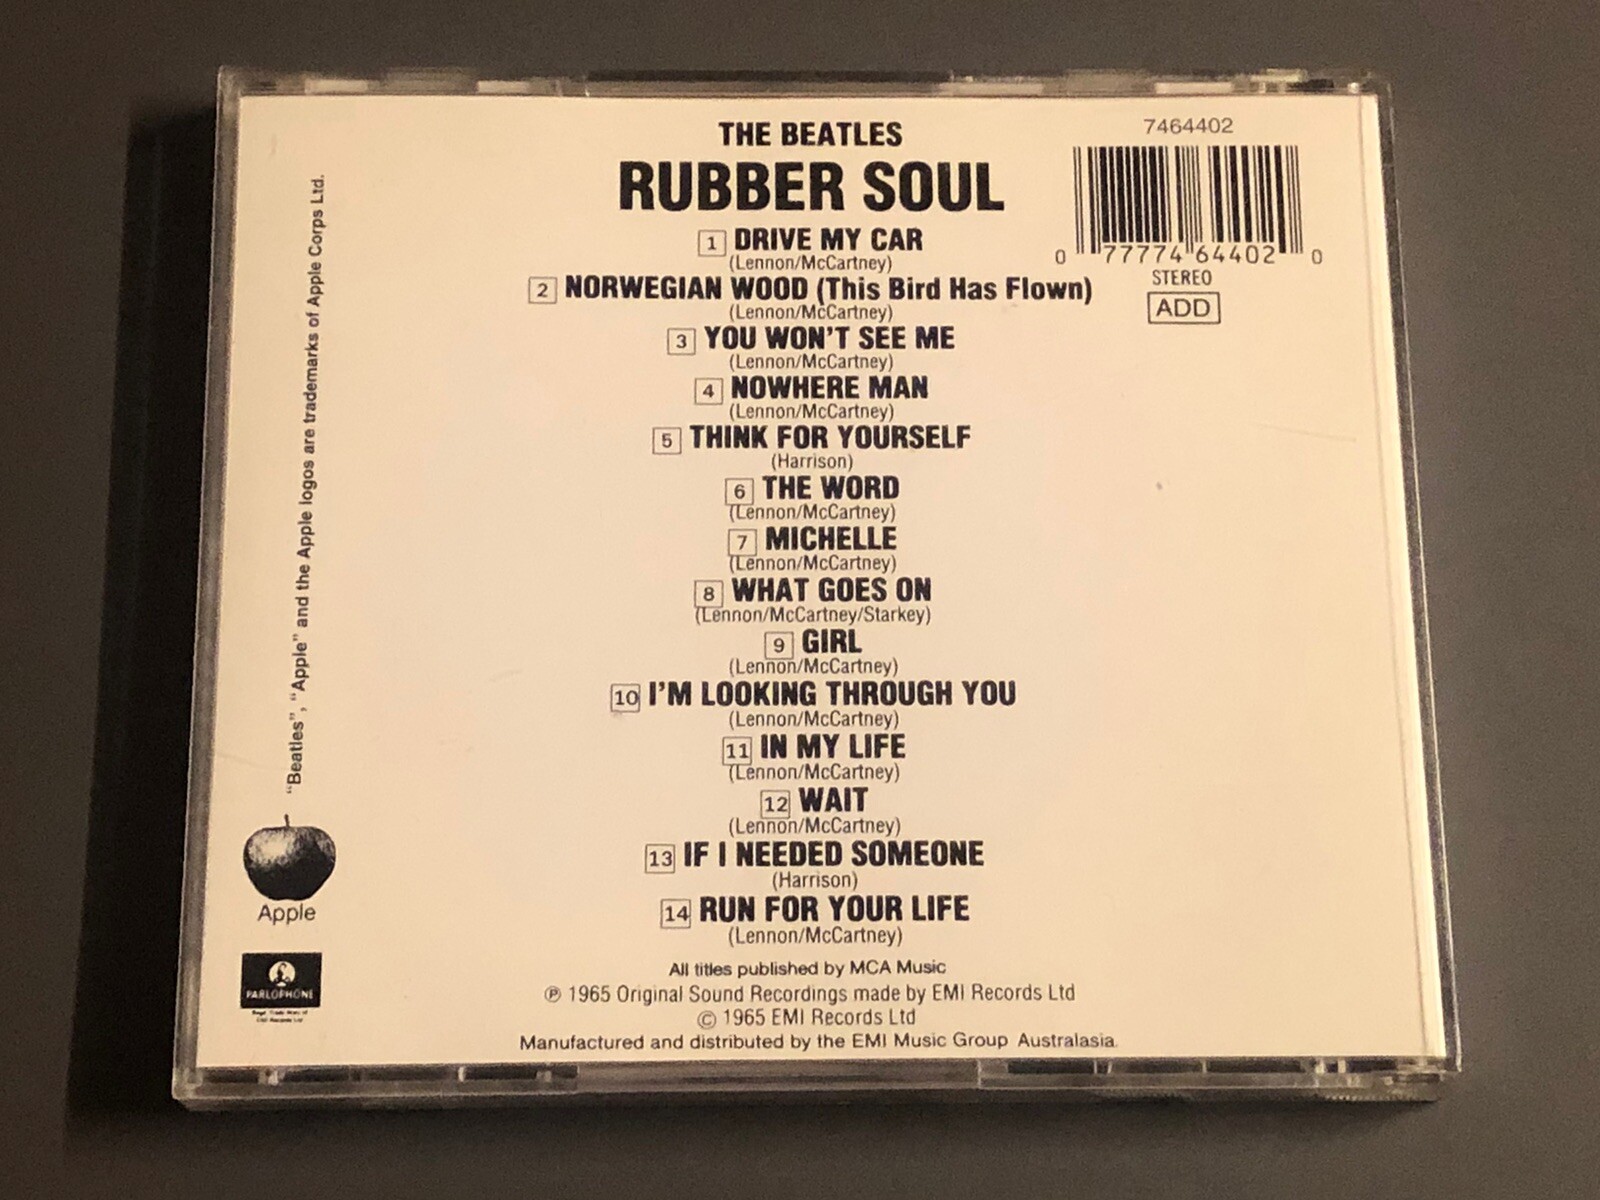 THE BEATLES
RUBBER SOUL
1 DRIVE MY CAR
(Lennon/McCartney)
2 NORWEGIAN WOOD (This Bird Has Flown)
(Lennon/McCartney)
3 YOU WON'T SEE ME
(Lennon/McCartney)
4 NOWHERE MAN
(Lennon/McCartney)
5 THINK FOR YOURSELF
(Harrison)
6 THE WORD
(Lennon/McCartney)
7 MICHELLE
(Lennon/McCartney)
8 WHAT GOES ON
(Lennon/McCartney/Starkey)
9 GIRL
(Lennon/McCartney)
10 I'M LOOKING THROUGH YOU
(Lennon/McCartney)
11 IN MY LIFE
(Lennon/McCartney)
12 WAIT
(Lennon/McCartney)
13 IF I NEEDED SOMEONE
(Harrison)
14 RUN FOR YOUR LIFE
(Lennon/McCartney)
All titles published by MCA Music
℗ 1965 Original Sound Recordings made by EMI Records Ltd
© 1965 EMI Records Ltd
Manufactured and distributed by the EMI Music Group Australasia.
7464402
0 77774 64402 0
STEREO
ADD
"Beatles", "Apple" and the Apple logos are trademarks of Apple Corps Ltd.
Apple
PARLOPHONE